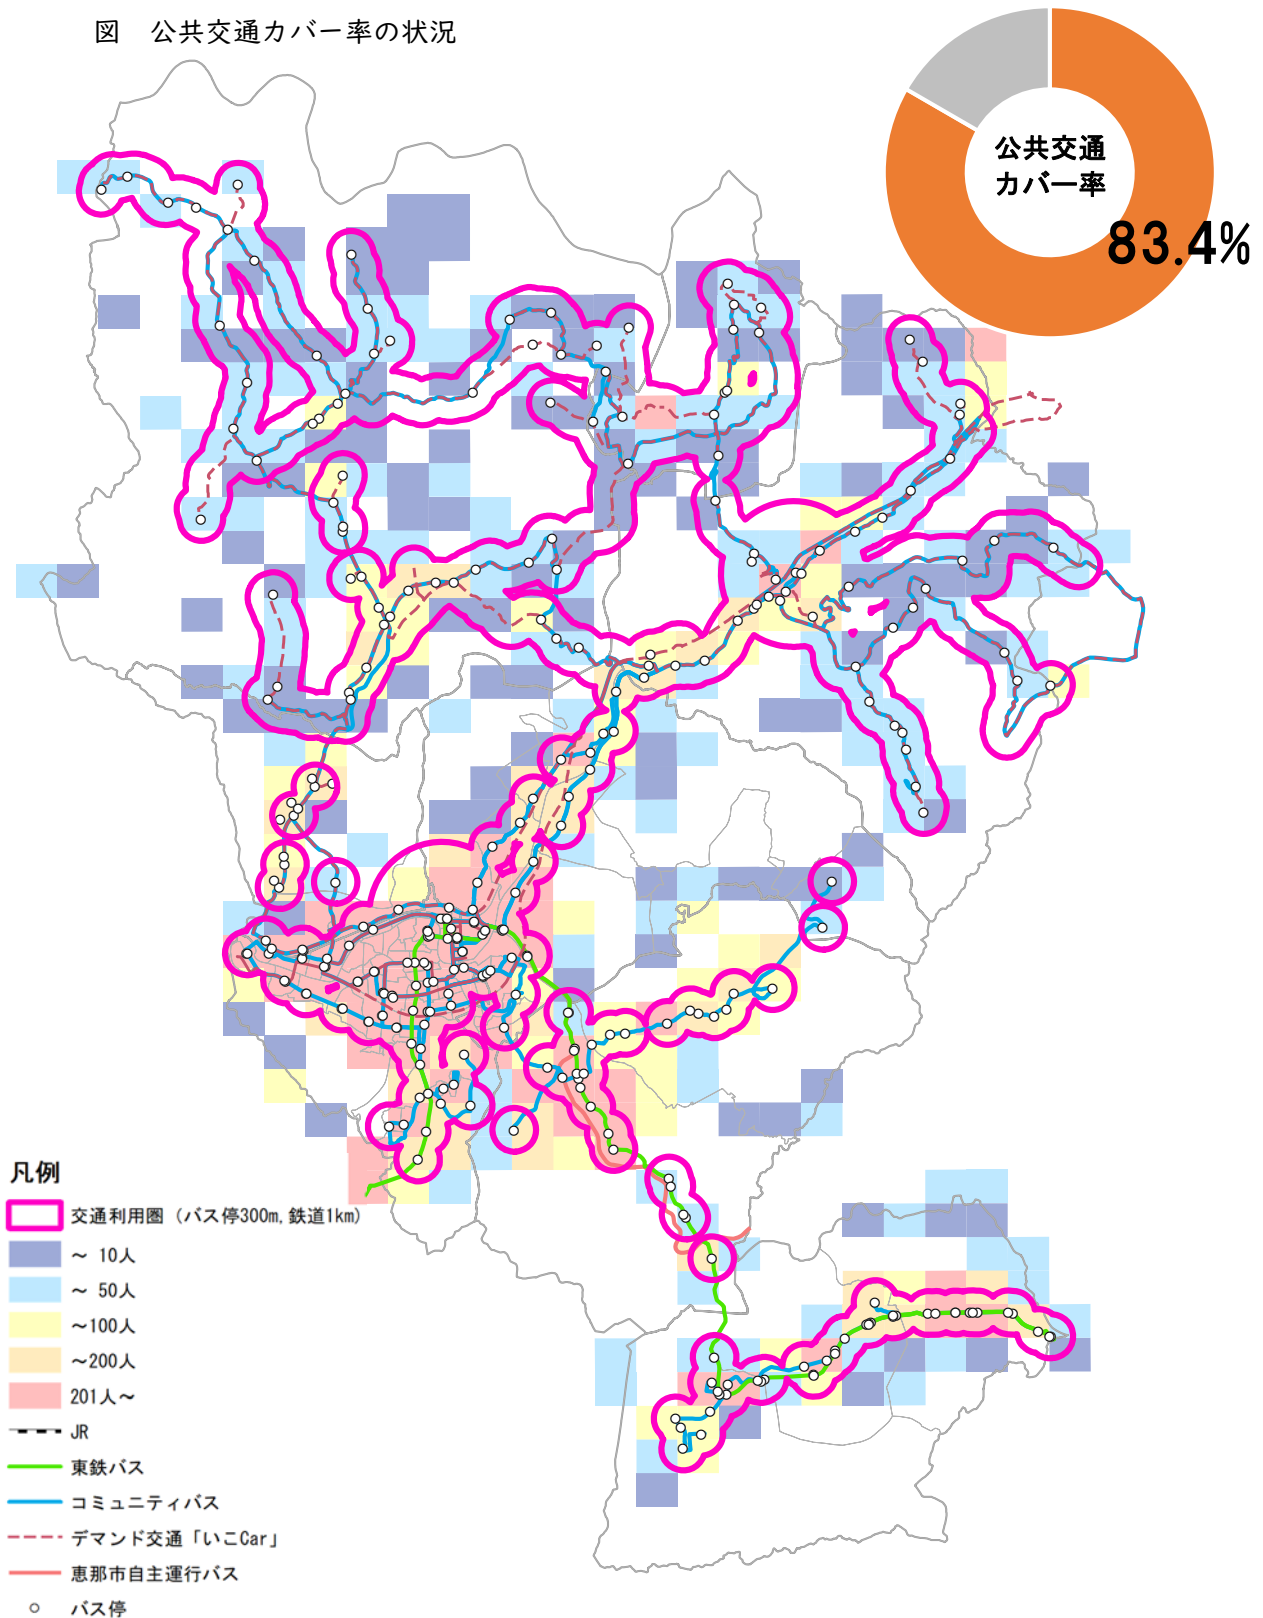 図　公共交通カバー率の状況
公共交通
カバー率
83.4%
凡例
交通利用圏（バス停300m,鉄道1km）
～ 10人
～ 50人
～100人
～200人
201人～
JR
東鉄バス
コミュニティバス
デマンド交通「いこCar」
恵那市自主運行バス
バス停